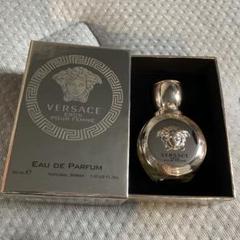 VERSACE
EROS
POUR FEMME
EAU DE PARFUM
NATURAL SPRAY
VERSACE